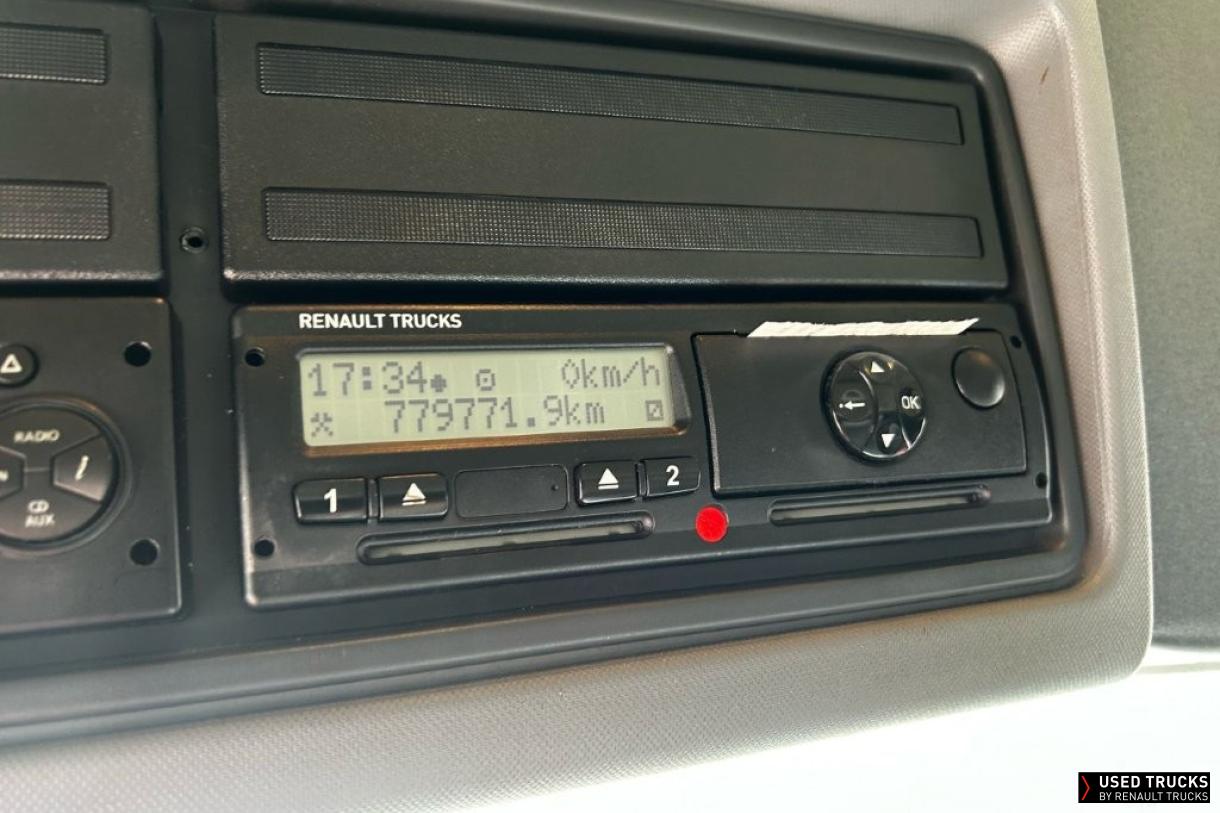 RENAULT TRUCKS
17:34 0km/h
779771.9km
1
2
OK
RADIO
AUX
USED TRUCKS
BY RENAULT TRUCKS